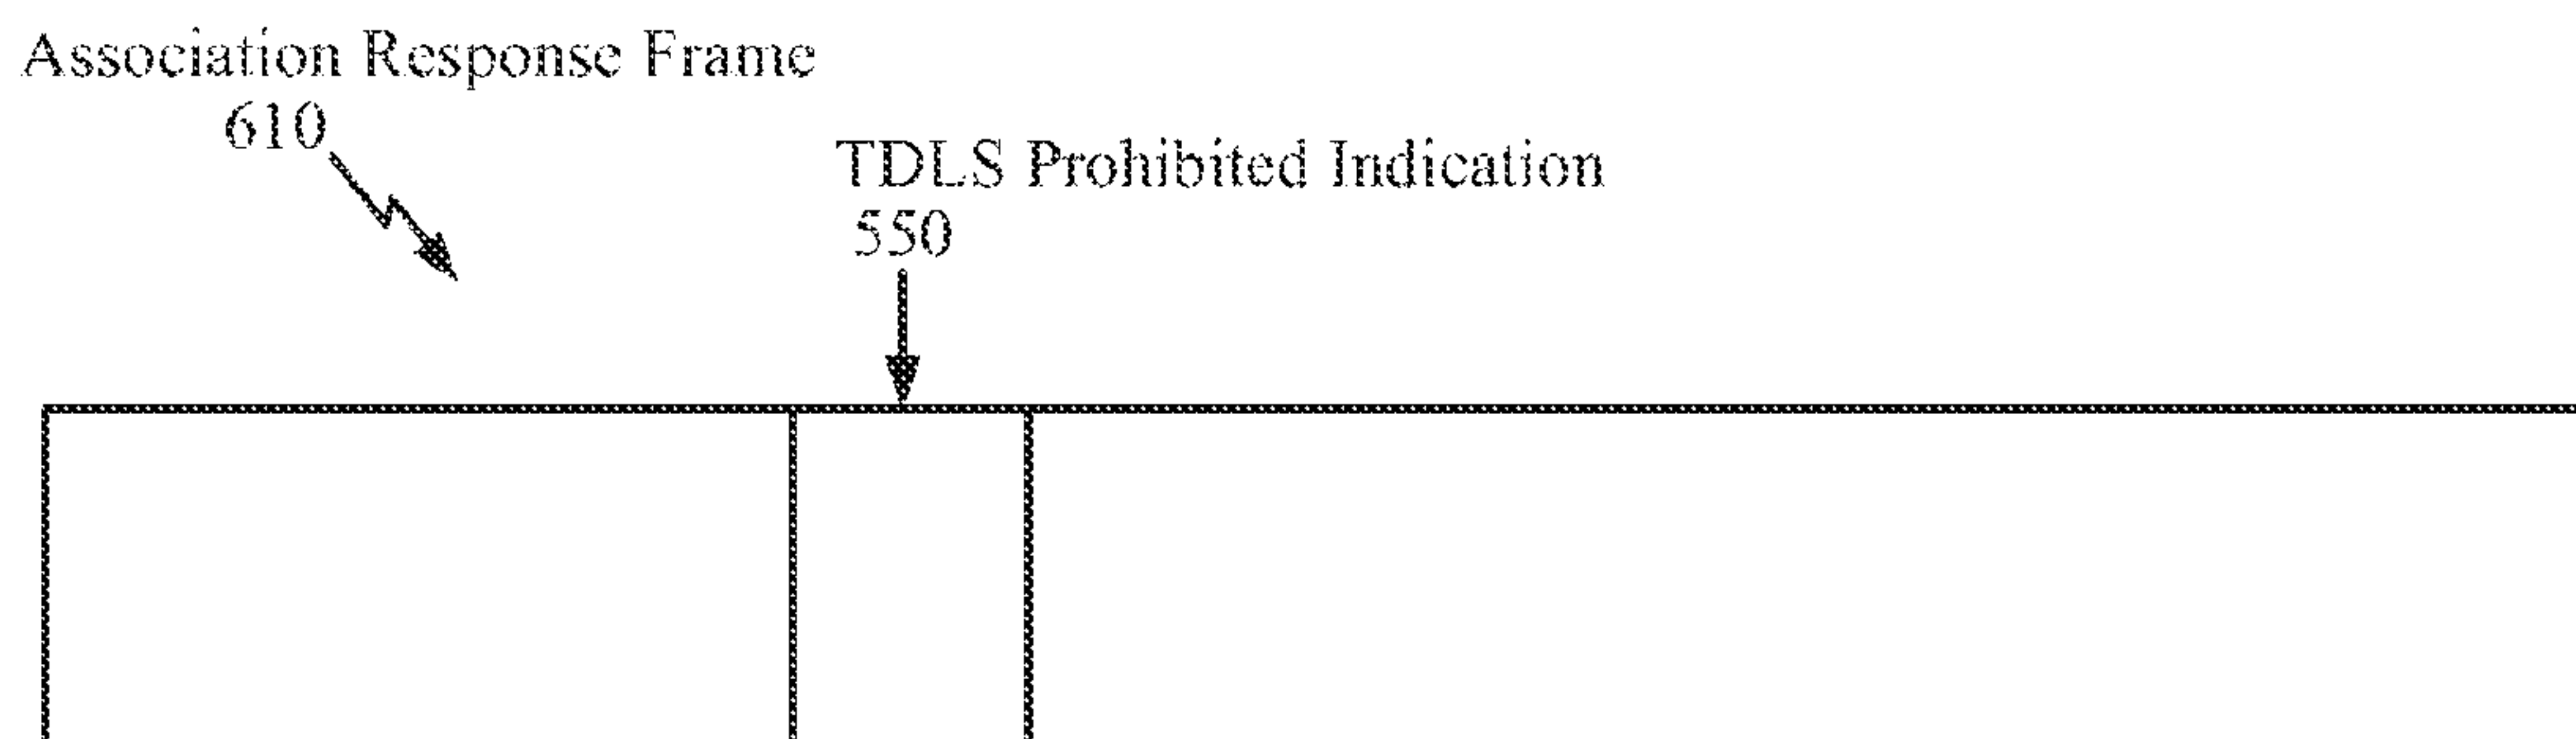 Association Response Frame
610
TDLS Prohibited Indication
550